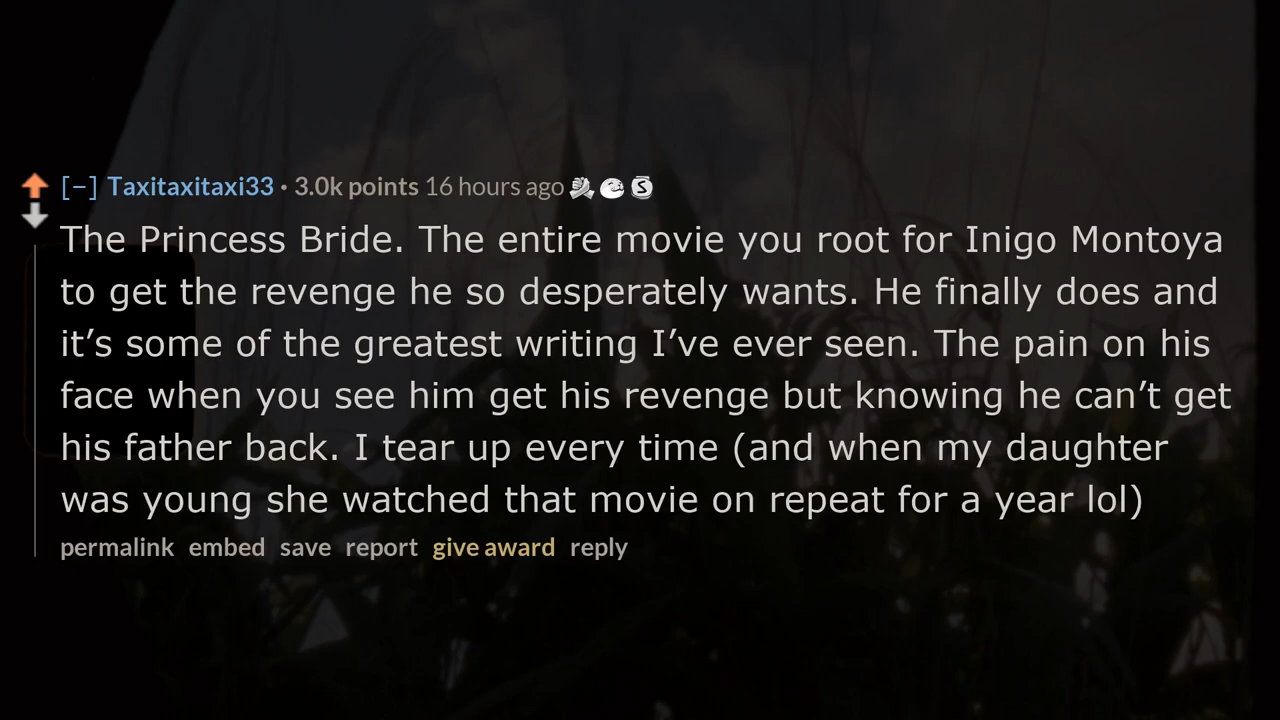 [–] Taxitaxitaxi33 · 3.0k points 16 hours ago
The Princess Bride. The entire movie you root for Inigo Montoya
to get the revenge he so desperately wants. He finally does and
it’s some of the greatest writing I’ve ever seen. The pain on his
face when you see him get his revenge but knowing he can’t get
his father back. I tear up every time (and when my daughter
was young she watched that movie on repeat for a year lol)
permalink embed save report give award reply